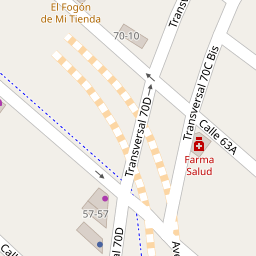 El Fogón
de Mi Tienda
70-10
Transversal 70D
Transversal 70C Bis
Calle 63A
Farma
Salud
57-57
70D
Ave